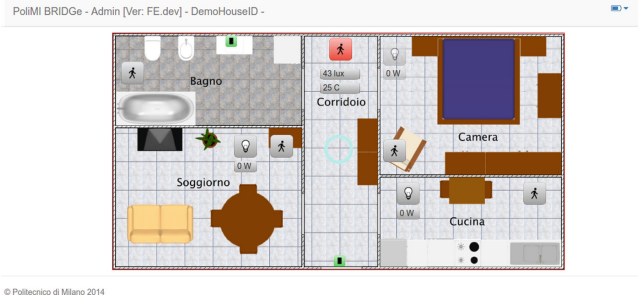 PoliMI BRIDGe - Admin [Ver: FE.dev] - DemoHouseID -
Bagno
43 lux
25 C
Corridoio
0 W
Camera
0 W
Soggiorno
0 W
Cucina
© Politecnico di Milano 2014